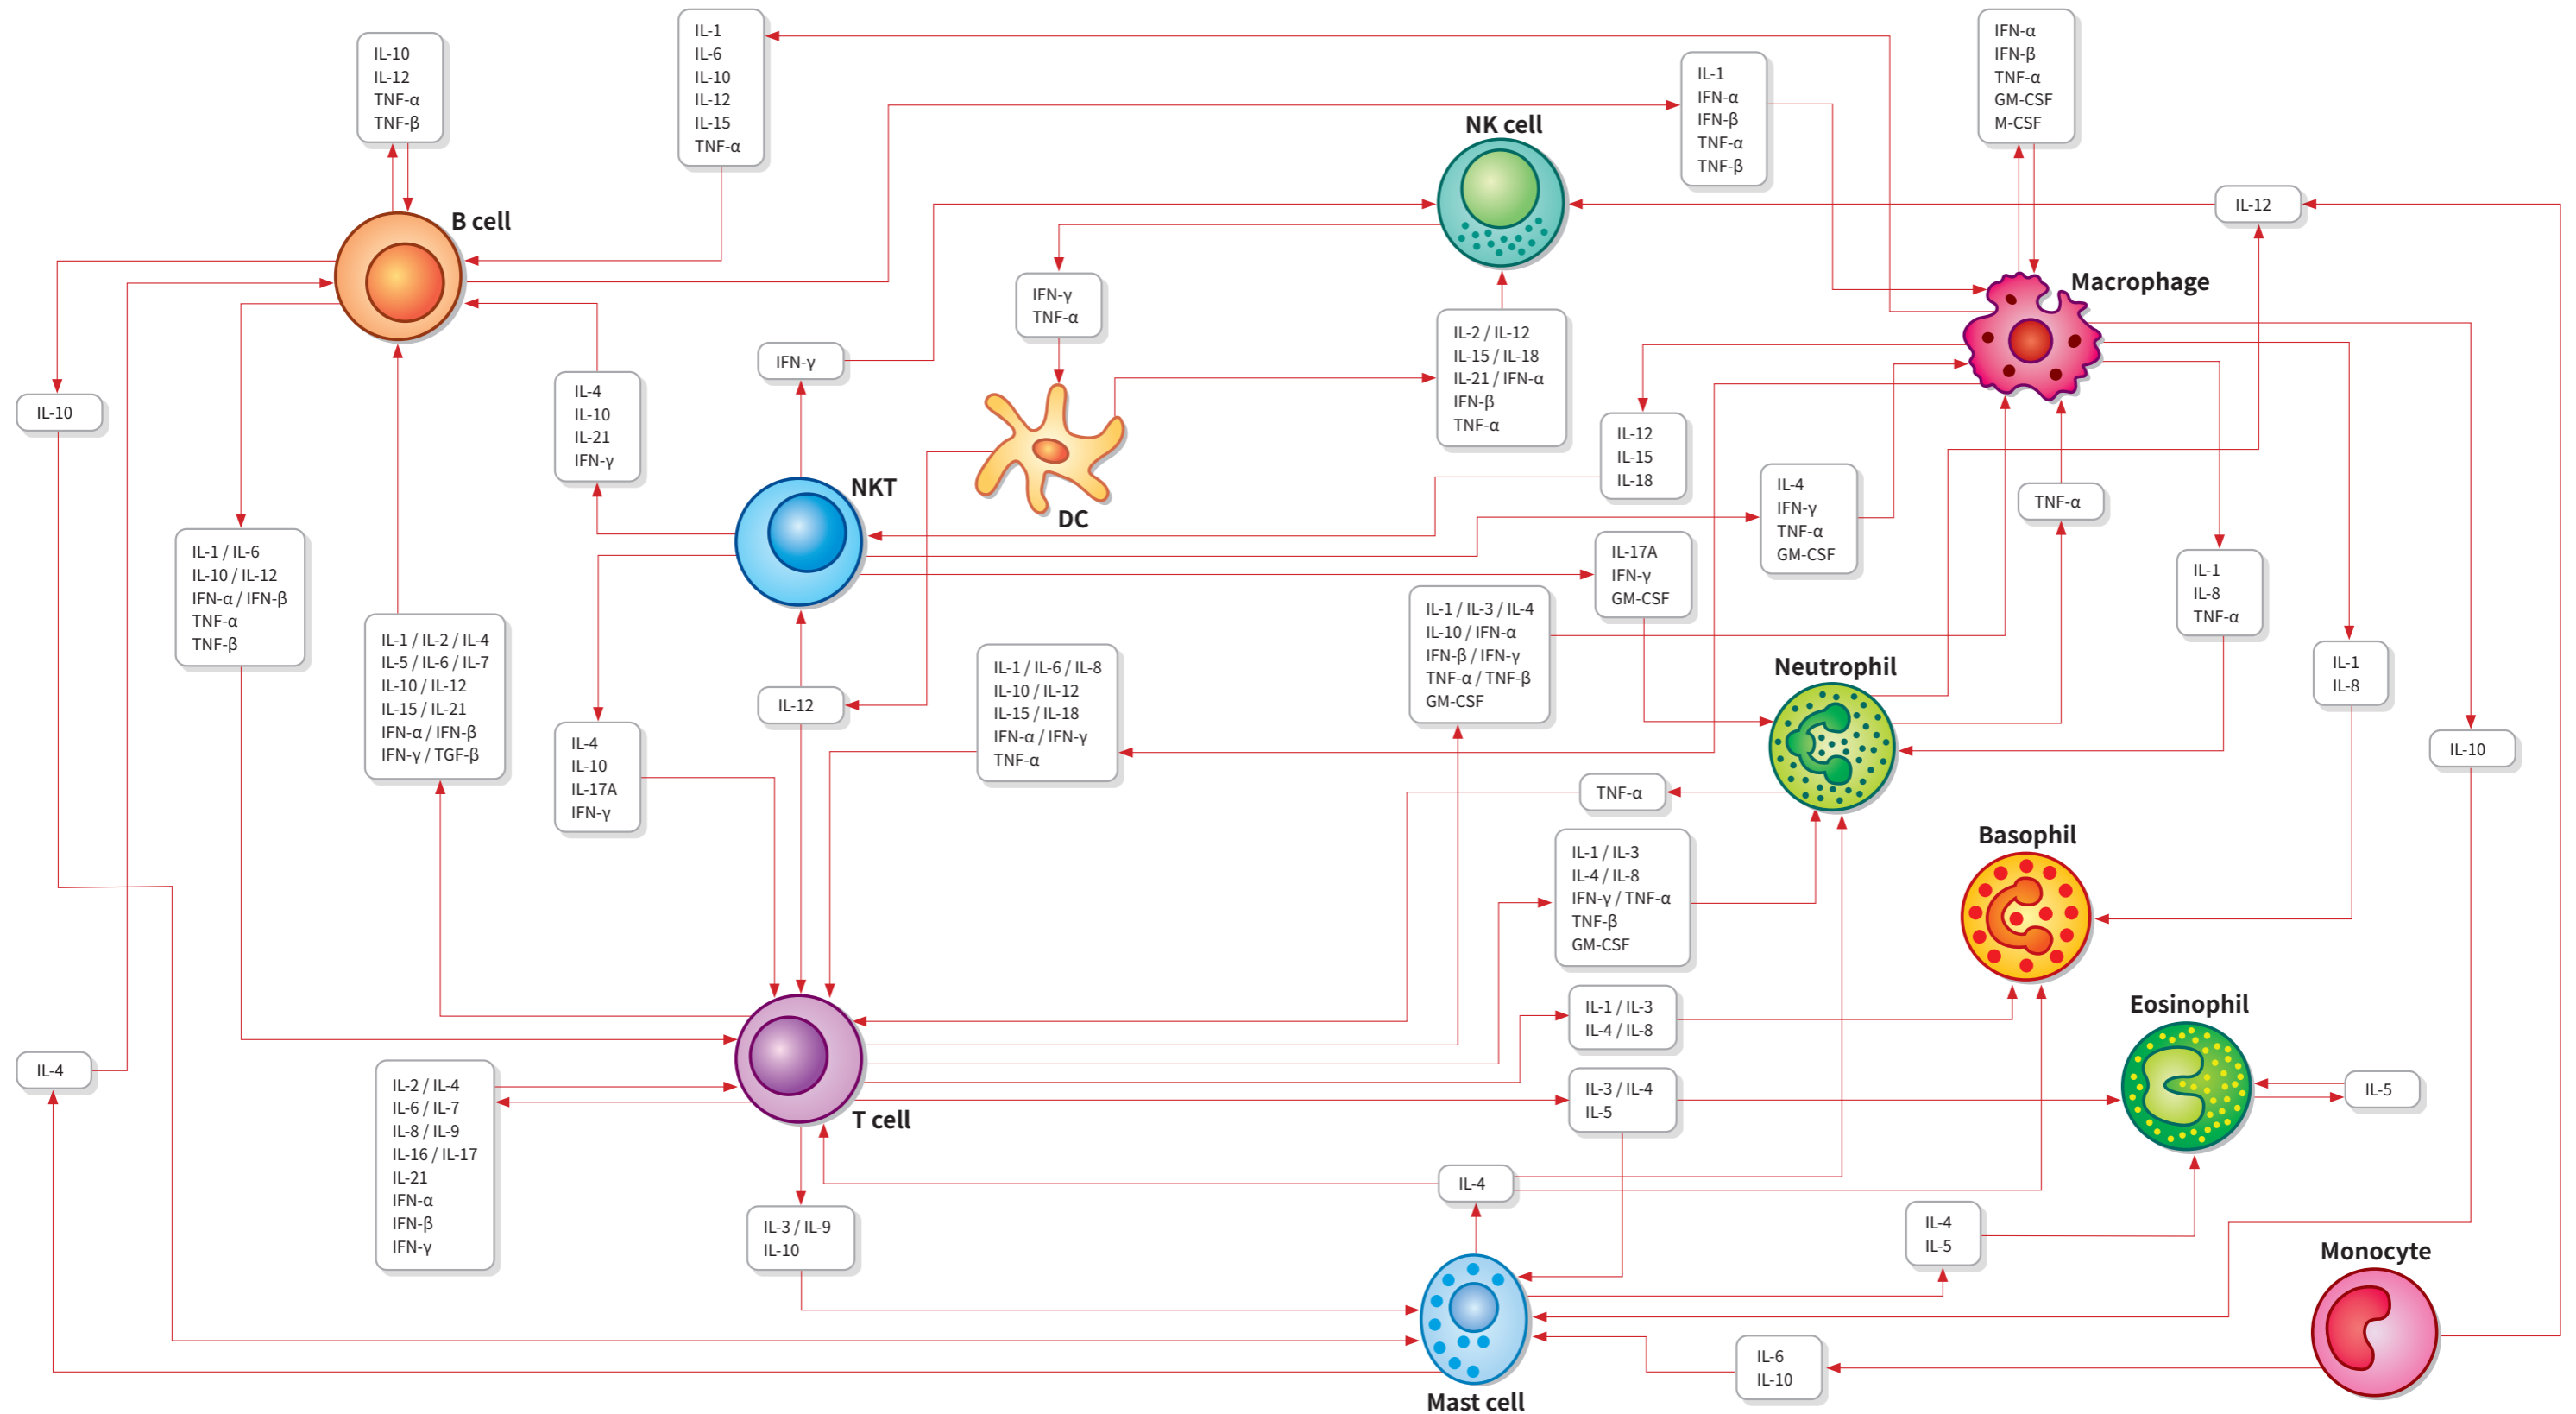 IL-10
IL-12
TNF-α
TNF-β
IL-1
IL-6
IL-10
IL-12
IL-15
TNF-α
IL-1
IFN-α
IFN-β
TNF-α
TNF-β
IFN-α
IFN-β
TNF-α
GM-CSF
M-CSF
NK cell
B cell
IL-12
Macrophage
IFN-γ
TNF-α
IL-2 / IL-12
IL-15 / IL-18
IL-21 / IFN-α
IFN-β
TNF-α
IFN-γ
IL-10
IL-4
IL-10
IL-21
IFN-γ
IL-12
IL-15
IL-18
NKT
DC
IL-4
IFN-γ
TNF-α
GM-CSF
TNF-α
IL-1 / IL-6
IL-10 / IL-12
IFN-α / IFN-β
TNF-α
TNF-β
IL-17A
IFN-γ
GM-CSF
IL-1
IL-8
TNF-α
IL-1 / IL-2 / IL-4
IL-5 / IL-6 / IL-7
IL-10 / IL-12
IL-15 / IL-21
IFN-α / IFN-β
IFN-γ / TGF-β
IL-1 / IL-3 / IL-4
IL-10 / IFN-α
IFN-β / IFN-γ
TNF-α / TNF-β
GM-CSF
Neutrophil
IL-1
IL-8
IL-12
IL-1 / IL-6 / IL-8
IL-10 / IL-12
IL-15 / IL-18
IFN-α / IFN-γ
TNF-α
IL-4
IL-10
IL-17A
IFN-γ
IL-10
TNF-α
Basophil
IL-1 / IL-3
IL-4 / IL-8
IFN-γ / TNF-α
TNF-β
GM-CSF
Eosinophil
IL-1 / IL-3
IL-4 / IL-8
IL-4
IL-2 / IL-4
IL-6 / IL-7
IL-8 / IL-9
IL-16 / IL-17
IL-21
IFN-α
IFN-β
IFN-γ
T cell
IL-3 / IL-4
IL-5
IL-5
IL-4
IL-3 / IL-9
IL-10
IL-4
IL-5
Monocyte
IL-6
IL-10
Mast cell